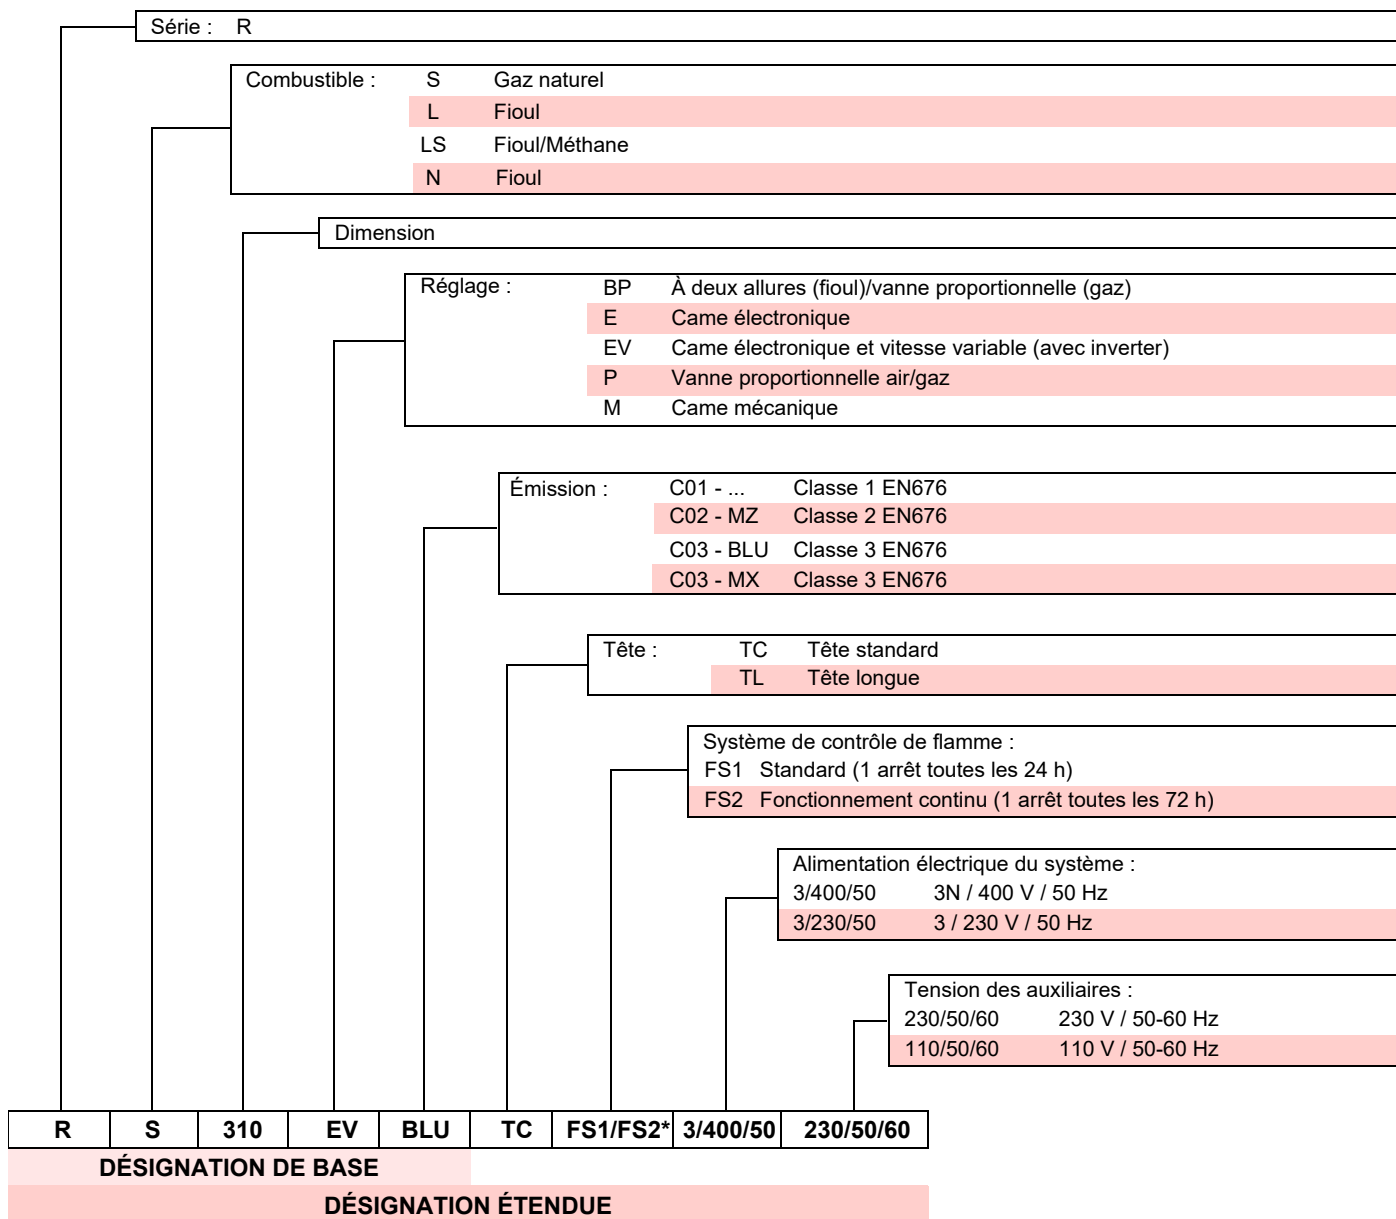 Série : R
Combustible : S Gaz naturel
L Fioul
LS Fioul/Méthane
N Fioul
Dimension
Réglage : BP À deux allures (fioul)/vanne proportionnelle (gaz)
E Came électronique
EV Came électronique et vitesse variable (avec inverter)
P Vanne proportionnelle air/gaz
M Came mécanique
Émission : C01 - ... Classe 1 EN676
C02 - MZ Classe 2 EN676
C03 - BLU Classe 3 EN676
C03 - MX Classe 3 EN676
Tête : TC Tête standard
TL Tête longue
Système de contrôle de flamme :
FS1 Standard (1 arrêt toutes les 24 h)
FS2 Fonctionnement continu (1 arrêt toutes les 72 h)
Alimentation électrique du système :
3/400/50 3N / 400 V / 50 Hz
3/230/50 3 / 230 V / 50 Hz
Tension des auxiliaires :
230/50/60 230 V / 50-60 Hz
110/50/60 110 V / 50-60 Hz
R S 310 EV BLU TC FS1/FS2* 3/400/50 230/50/60
DÉSIGNATION DE BASE
DÉSIGNATION ÉTENDUE